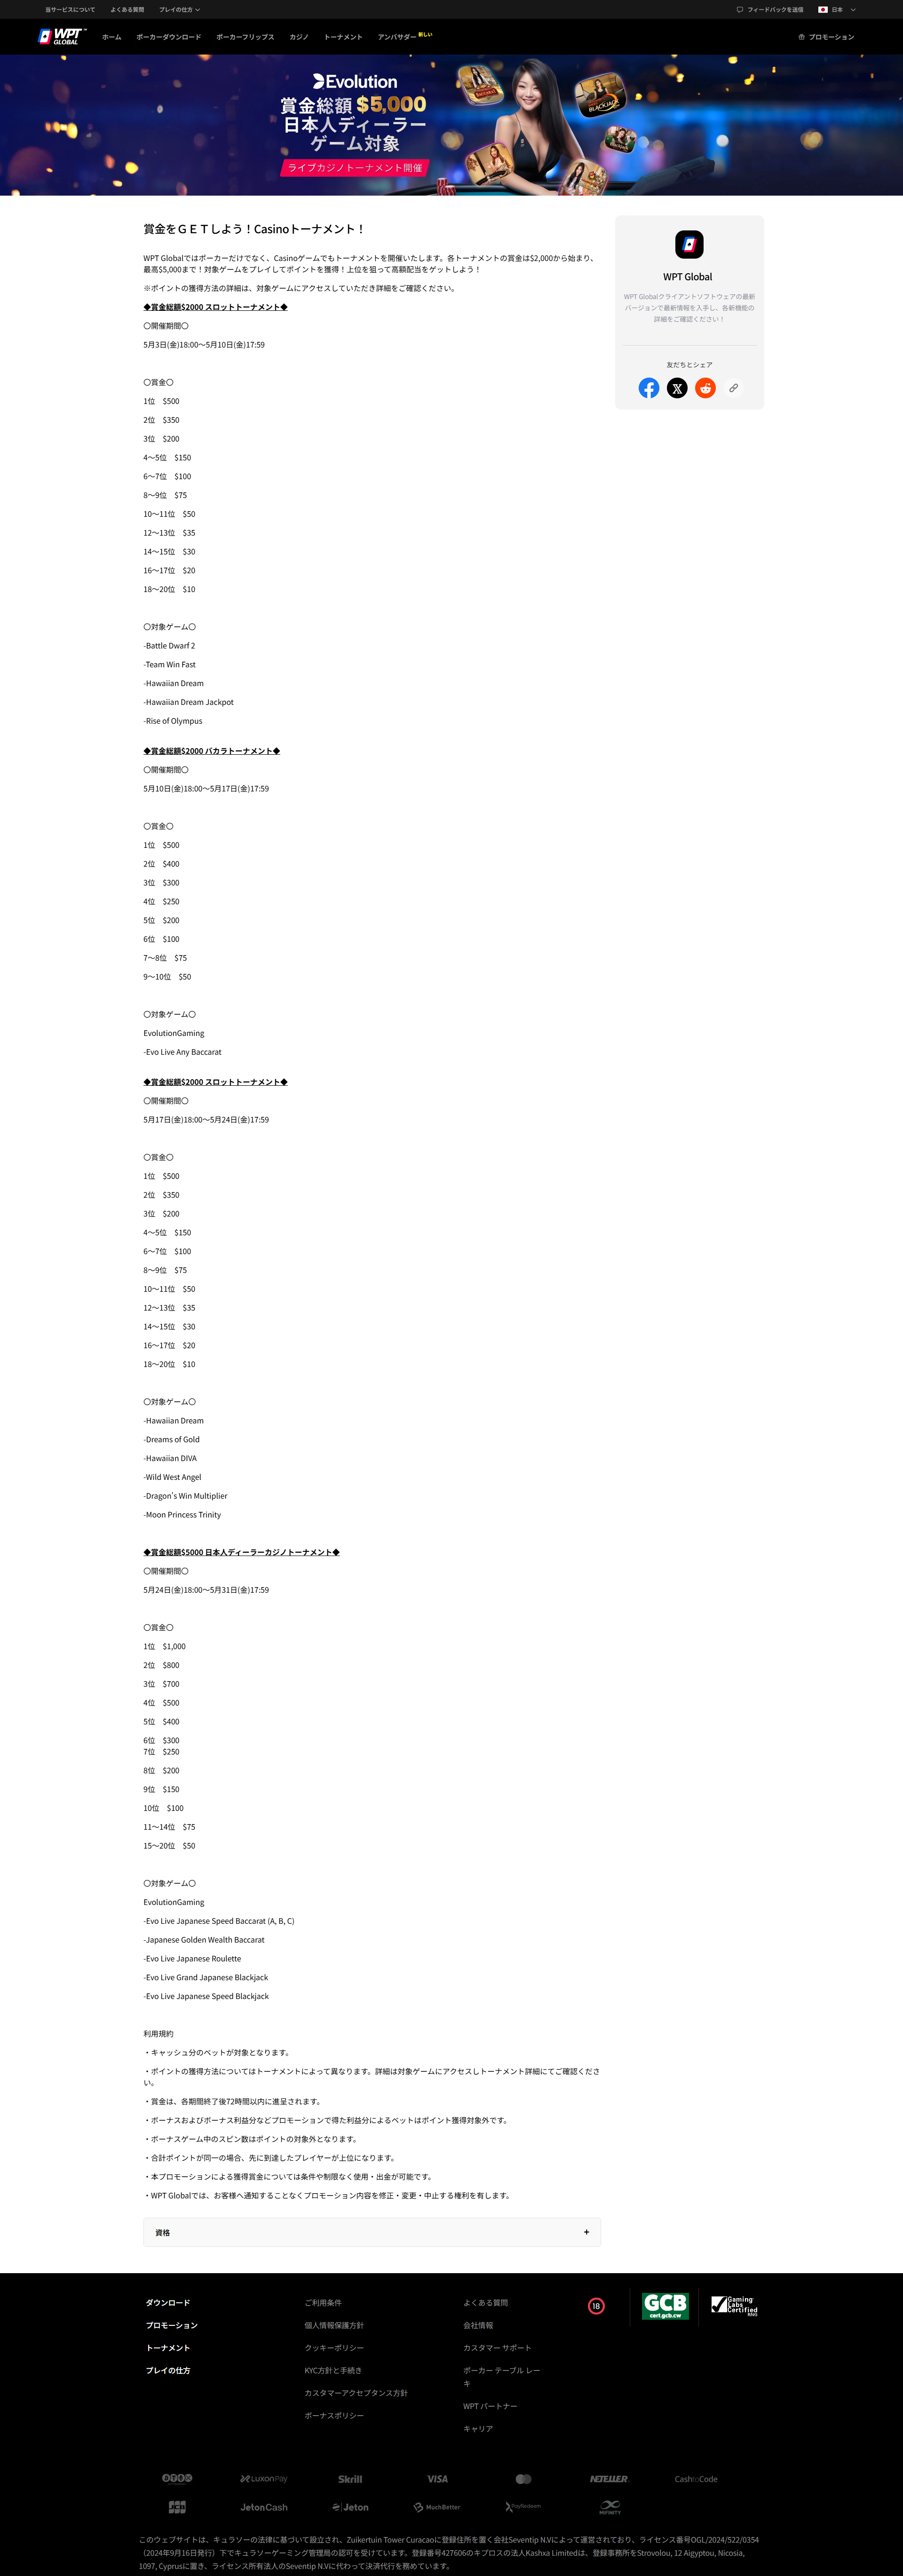 当サービスについて よくある質問 プレイの仕方 フィードバックを送信 日本
WPT GLOBAL ™ ホーム ポーカーダウンロード ポーカーフリップス カジノ トーナメント アンバサダー 新しい プロモーション
Evolution
賞金総額 $5,000
日本人ディーラー
ゲーム対象
ライブカジノトーナメント開催
BLACKJACK
賞金をＧＥＴしよう！Casinoトーナメント！
WPT Globalではポーカーだけでなく、Casinoゲームでもトーナメントを開催いたします。各トーナメントの賞金は$2,000から始まり、
最高$5,000まで！対象ゲームをプレイしてポイントを獲得！上位を狙って高額配当をゲットしよう！
※ポイントの獲得方法の詳細は、対象ゲームにアクセスしていただき詳細をご確認ください。
◆賞金総額$2000 スロットトーナメント◆
〇開催期間〇
5月3日(金)18:00～5月10日(金)17:59
〇賞金〇
1位　$500
2位　$350
3位　$200
4～5位　$150
6～7位　$100
8～9位　$75
10～11位　$50
12～13位　$35
14～15位　$30
16～17位　$20
18～20位　$10
〇対象ゲーム〇
-Battle Dwarf 2
-Team Win Fast
-Hawaiian Dream
-Hawaiian Dream Jackpot
-Rise of Olympus
◆賞金総額$2000 バカラトーナメント◆
〇開催期間〇
5月10日(金)18:00～5月17日(金)17:59
〇賞金〇
1位　$500
2位　$400
3位　$300
4位　$250
5位　$200
6位　$100
7～8位　$75
9～10位　$50
〇対象ゲーム〇
EvolutionGaming
-Evo Live Any Baccarat
◆賞金総額$2000 スロットトーナメント◆
〇開催期間〇
5月17日(金)18:00～5月24日(金)17:59
〇賞金〇
1位　$500
2位　$350
3位　$200
4～5位　$150
6～7位　$100
8～9位　$75
10～11位　$50
12～13位　$35
14～15位　$30
16～17位　$20
18～20位　$10
〇対象ゲーム〇
-Hawaiian Dream
-Dreams of Gold
-Hawaiian DIVA
-Wild West Angel
-Dragon's Win Multiplier
-Moon Princess Trinity
◆賞金総額$5000 日本人ディーラーカジノトーナメント◆
〇開催期間〇
5月24日(金)18:00～5月31日(金)17:59
〇賞金〇
1位　$1,000
2位　$800
3位　$700
4位　$500
5位　$400
6位　$300
7位　$250
8位　$200
9位　$150
10位　$100
11～14位　$75
15～20位　$50
〇対象ゲーム〇
EvolutionGaming
-Evo Live Japanese Speed Baccarat (A, B, C)
-Japanese Golden Wealth Baccarat
-Evo Live Japanese Roulette
-Evo Live Grand Japanese Blackjack
-Evo Live Japanese Speed Blackjack
利用規約
・キャッシュ分のベットが対象となります。
・ポイントの獲得方法についてはトーナメントによって異なります。詳細は対象ゲームにアクセスしトーナメント詳細にてご確認くださ
い。
・賞金は、各期間終了後72時間以内に進呈されます。
・ボーナスおよびボーナス利益分などプロモーションで得た利益分によるベットはポイント獲得対象外です。
・ボーナスゲーム中のスピン数はポイントの対象外となります。
・合計ポイントが同一の場合、先に到達したプレイヤーが上位になります。
・本プロモーションによる獲得賞金については条件や制限なく使用・出金が可能です。
・WPT Globalでは、お客様へ通知することなくプロモーション内容を修正・変更・中止する権利を有します。
資格 +
WPT Global
WPT Globalクライアントソフトウェアの最新
バージョンで最新情報を入手し、各新機能の
詳細をご確認ください！
友だちとシェア
ダウンロード
プロモーション
トーナメント
プレイの仕方
ご利用条件
個人情報保護方針
クッキーポリシー
KYC方針と手続き
カスタマーアクセプタンス方針
ボーナスポリシー
よくある質問
会社情報
カスタマー サポート
ポーカー テーブル レー
キ
WPT パートナー
キャリア
18
GCB
cert.gcb.cw
Gaming
Labs
Certified
RNG
LUXON Pay Skrill VISA NETELLER CashtoCode
JCB JetonCash Jeton MuchBetter PayRedeem MIFINITY
このウェブサイトは、キュラソーの法律に基づいて設立され、Zuikertuin Tower Curacaoに登録住所を置く会社Seventip N.Vによって運営されており、ライセンス番号OGL/2024/522/0354
（2024年9月16日発行）下でキュラソーゲーミング管理局の認可を受けています。登録番号427606のキプロスの法人Kashxa Limitedは、登録事務所をStrovolou, 12 Aigyptou, Nicosia,
1097, Cyprusに置き、ライセンス所有法人のSeventip N.Vに代わって決済代行を務めています。